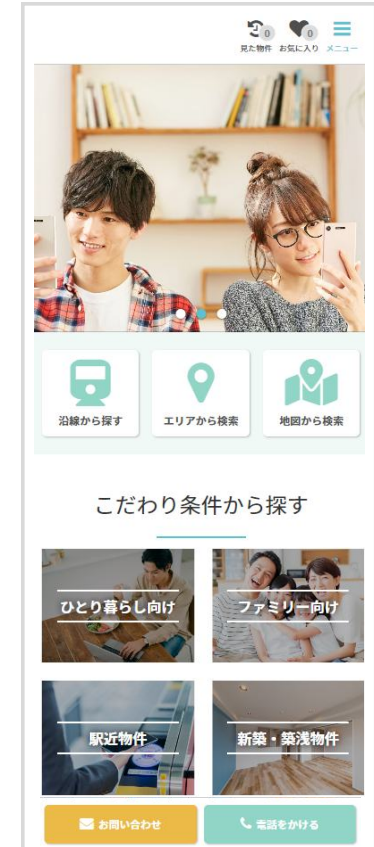 0
0
見た物件 お気に入り メニュー
沿線から探す エリアから検索 地図から検索
こだわり条件から探す
ひとり暮らし向け ファミリー向け
駅近物件 新築・築浅物件
お問い合わせ 電話をかける